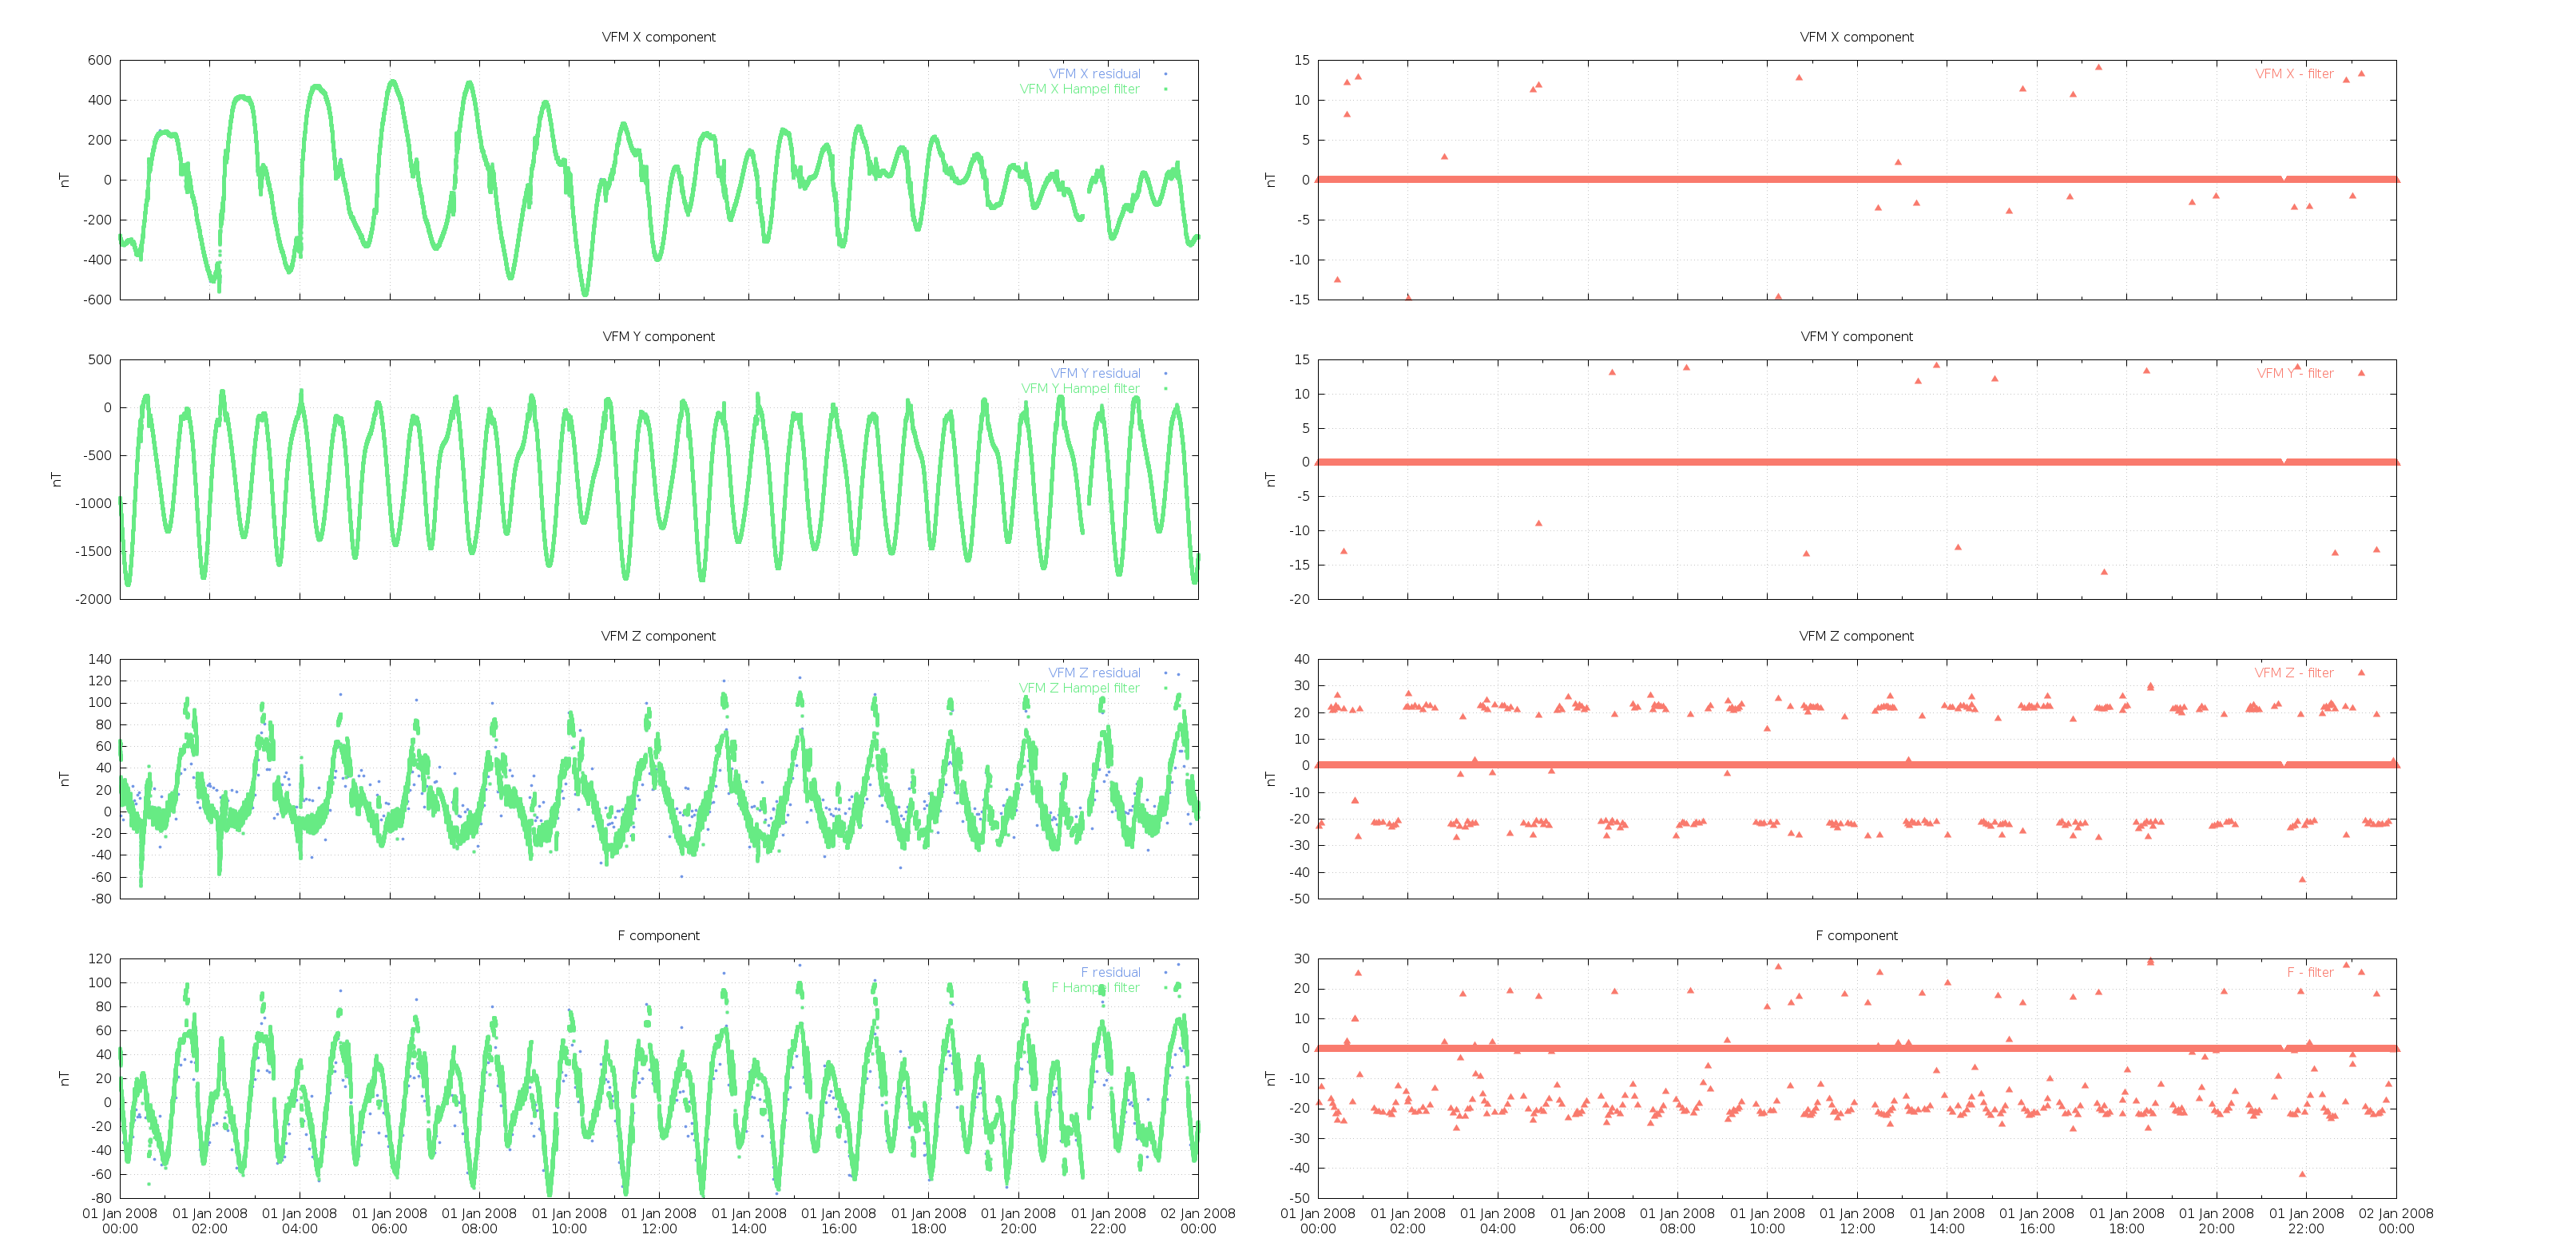 VFM X component
VFM X residual
VFM X Hampel filter
600
400
200
0
-200
-400
-600
nT
VFM X component
VFM X - filter
15
10
5
0
-5
-10
-15
nT
VFM Y component
VFM Y residual
VFM Y Hampel filter
500
0
-500
-1000
-1500
-2000
nT
VFM Y component
VFM Y - filter
15
10
5
0
-5
-10
-15
-20
nT
VFM Z component
VFM Z residual
VFM Z Hampel filter
140
120
100
80
60
40
20
0
-20
-40
-60
-80
nT
VFM Z component
VFM Z - filter
40
30
20
10
0
-10
-20
-30
-40
-50
nT
F component
F residual
F Hampel filter
120
100
80
60
40
20
0
-20
-40
-60
-80
nT
01 Jan 2008 01 Jan 2008 01 Jan 2008 01 Jan 2008 01 Jan 2008 01 Jan 2008 01 Jan 2008 01 Jan 2008 01 Jan 2008 01 Jan 2008 01 Jan 2008 01 Jan 2008 02 Jan 2008
00:00 02:00 04:00 06:00 08:00 10:00 12:00 14:00 16:00 18:00 20:00 22:00 00:00
F component
F - filter
30
20
10
0
-10
-20
-30
-40
-50
nT
01 Jan 2008 01 Jan 2008 01 Jan 2008 01 Jan 2008 01 Jan 2008 01 Jan 2008 01 Jan 2008 01 Jan 2008 01 Jan 2008 01 Jan 2008 01 Jan 2008 01 Jan 2008 02 Jan 2008
00:00 02:00 04:00 06:00 08:00 10:00 12:00 14:00 16:00 18:00 20:00 22:00 00:00